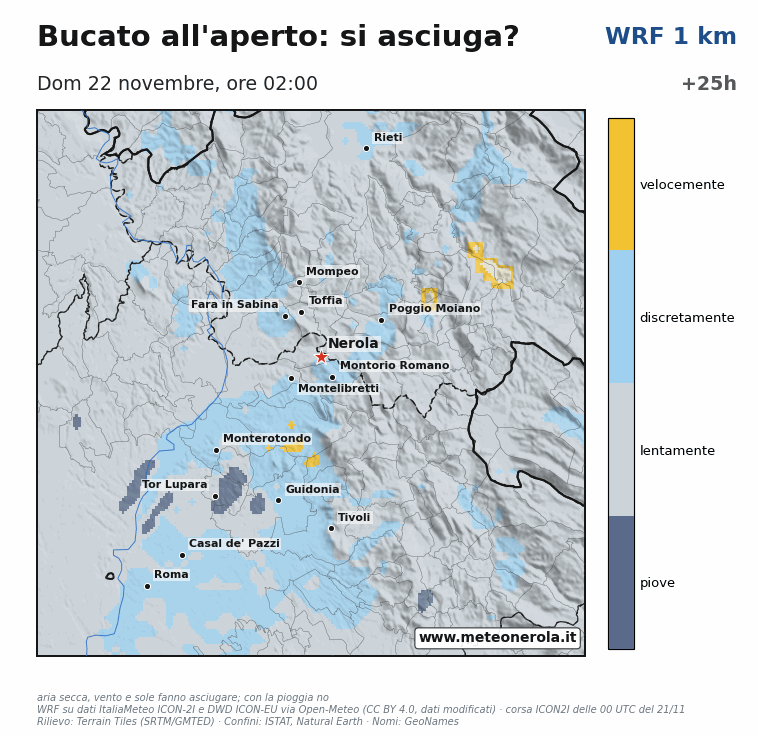 Bucato all'aperto: si asciuga?
WRF 1 km
Dom 22 novembre, ore 02:00
+25h
Rieti
velocemente
Mompeo
Fara in Sabina
Toffia
Poggio Moiano
discretamente
Nerola
Montorio Romano
Montelibretti
Monterotondo
lentamente
Tor Lupara
Guidonia
Tivoli
Casal de' Pazzi
Roma
piove
www.meteonerola.it
aria secca, vento e sole fanno asciugare; con la pioggia no
WRF su dati ItaliaMeteo ICON-2I e DWD ICON-EU via Open-Meteo (CC BY 4.0, dati modificati) · corsa ICON2I delle 00 UTC del 21/11
Rilievo: Terrain Tiles (SRTM/GMTED) · Confini: ISTAT, Natural Earth · Nomi: GeoNames